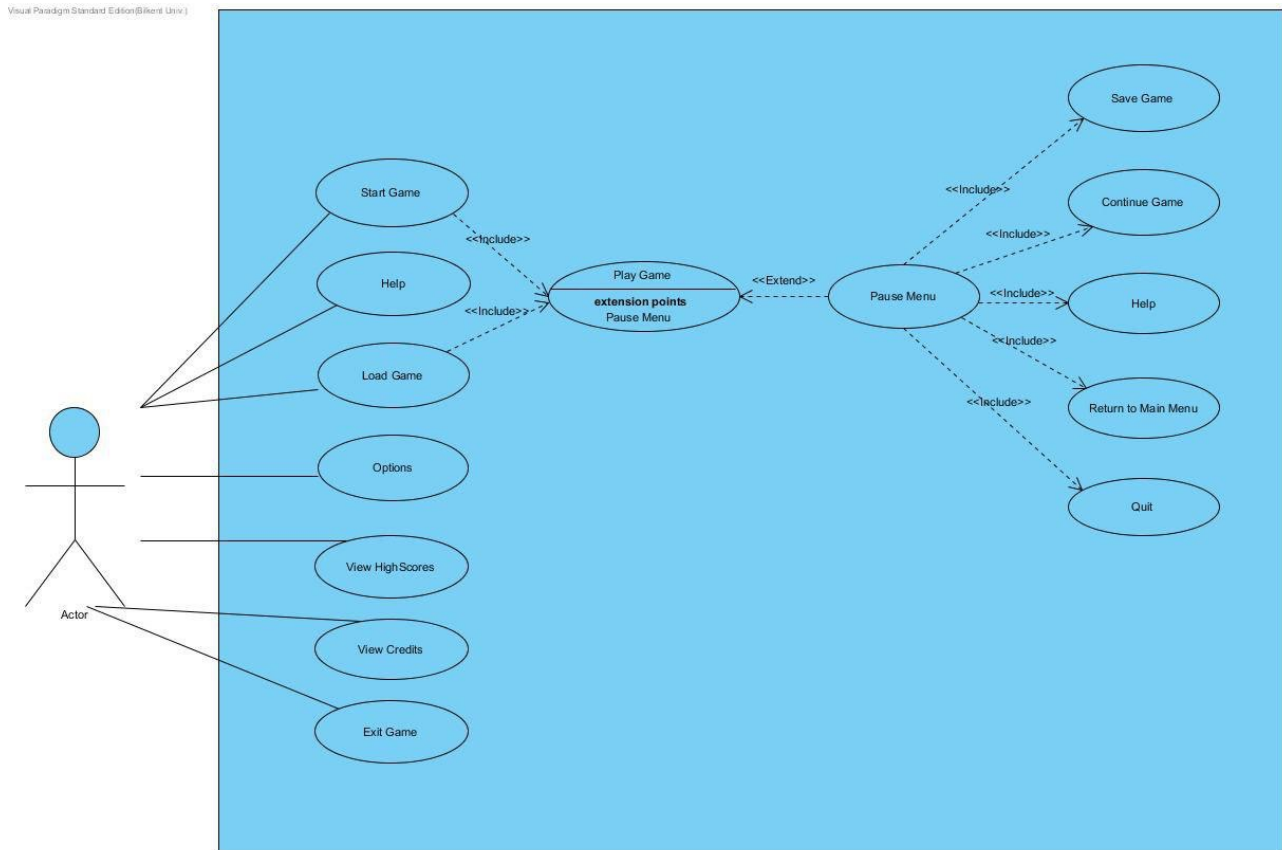 Visual Paradigm Standard Edition(Bilkent Univ.)
Save Game
Start Game
<<Include>>
Continue Game
<<Include>>
<<Include>>
Help
Play Game
<<Extend>>
extension points
Pause Menu
Pause Menu
<<Include>>
Help
<<Include>>
<<Include>>
Load Game
<<Include>>
Return to Main Menu
Options
Quit
View HighScores
Actor
View Credits
Exit Game